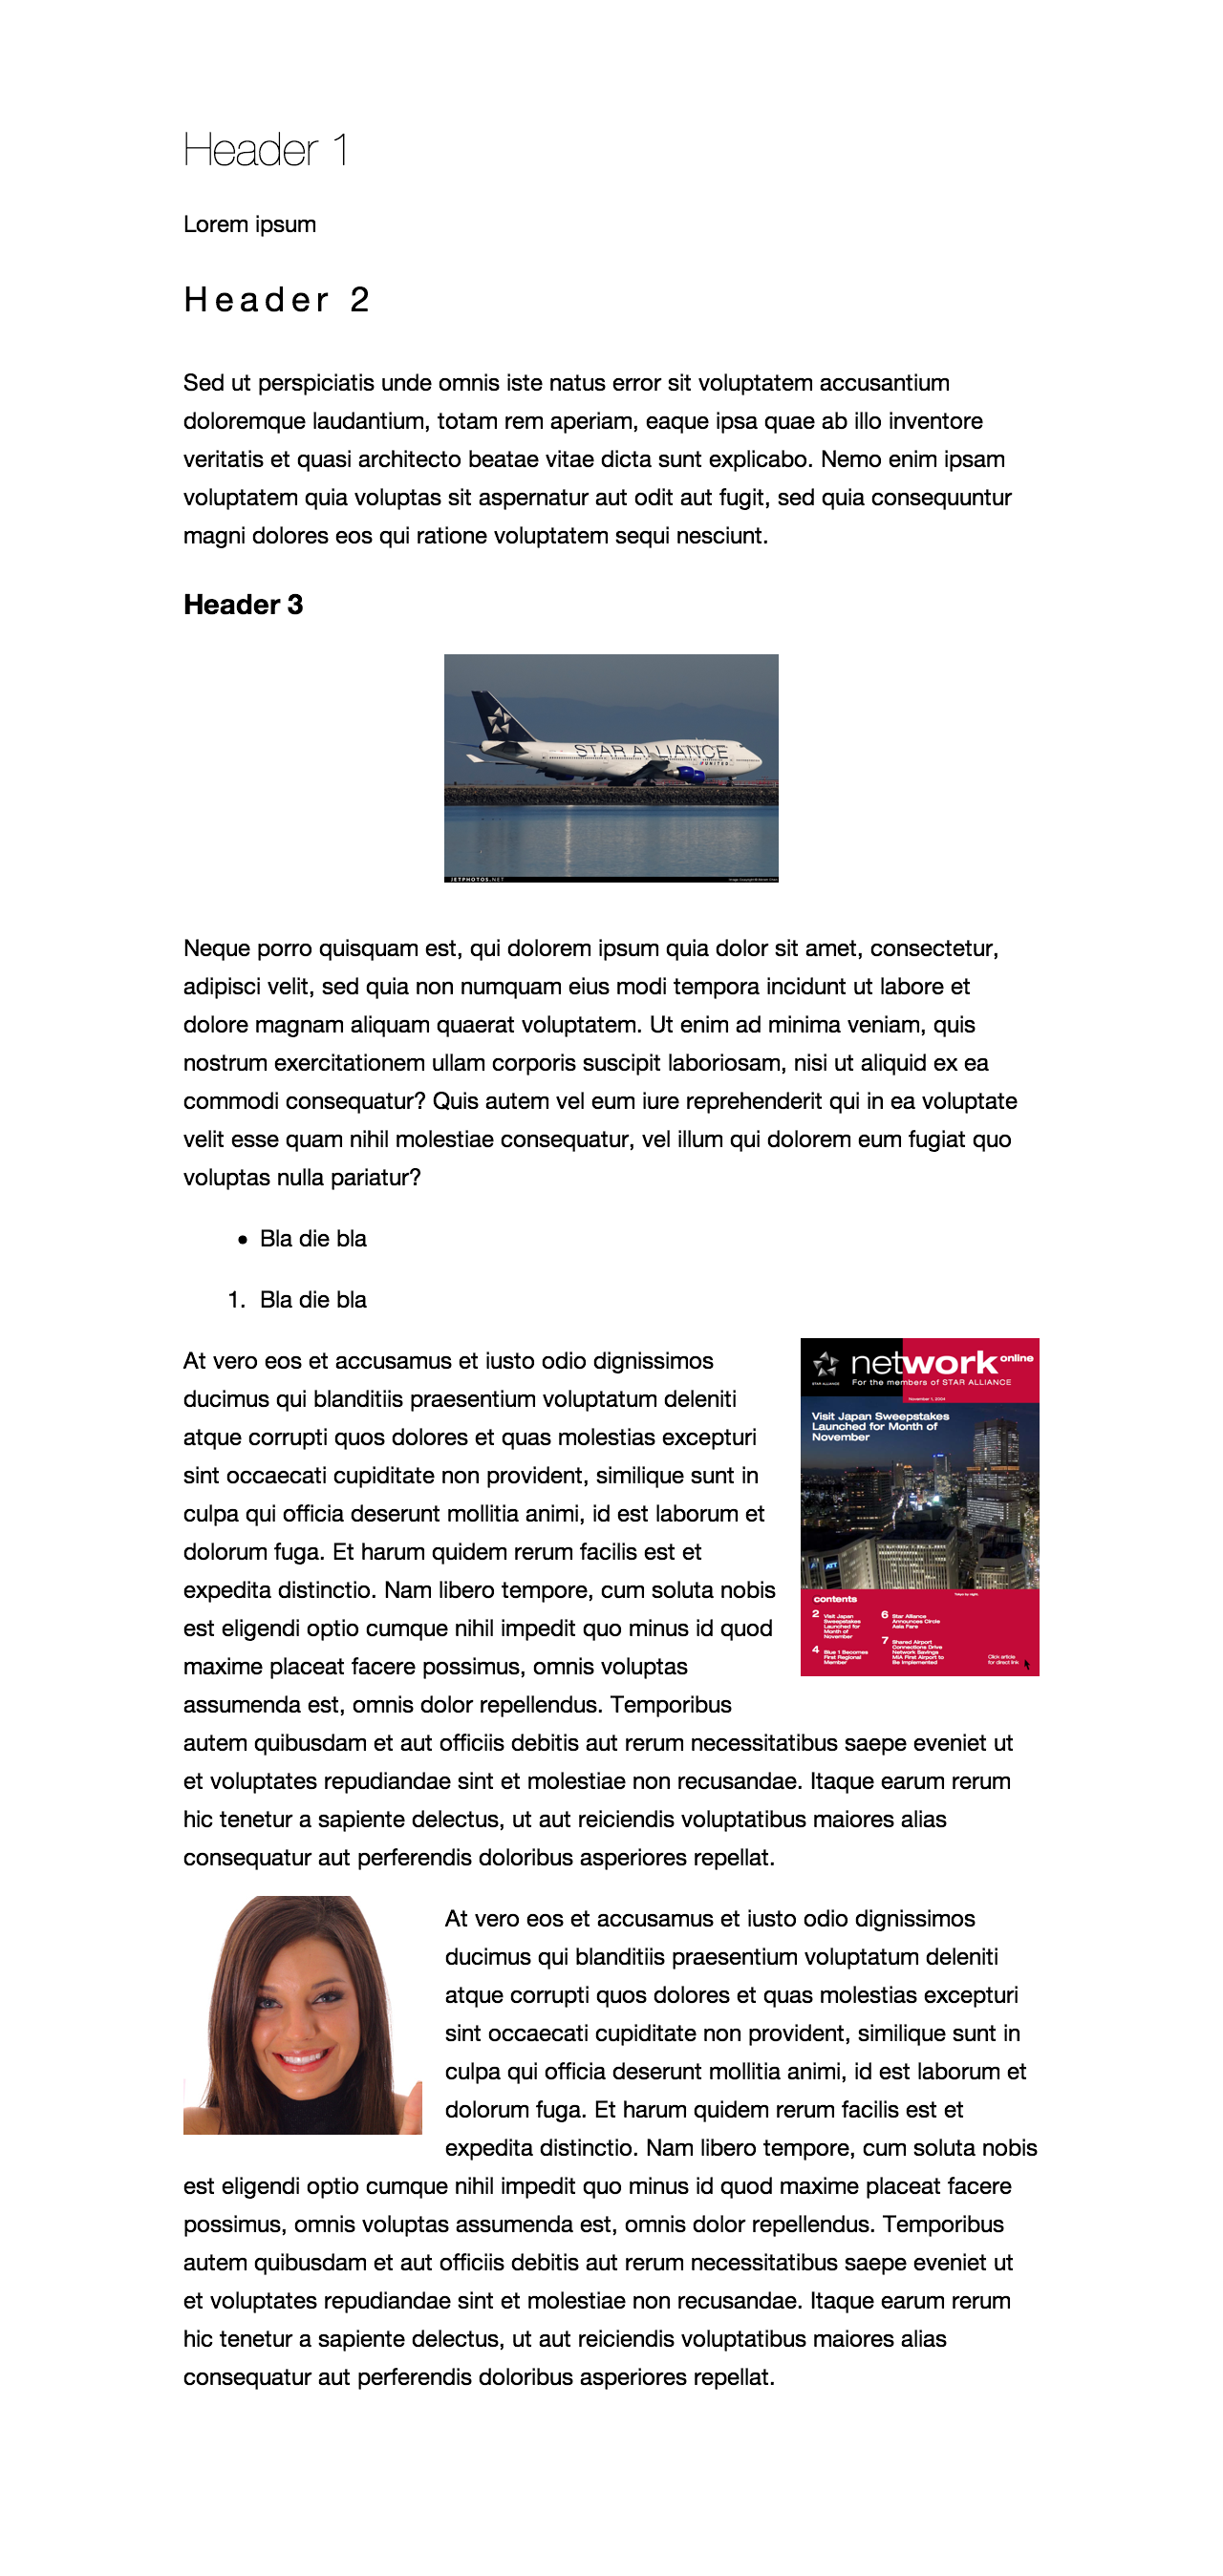 Header 1
Lorem ipsum
Header 2
Sed ut perspiciatis unde omnis iste natus error sit voluptatem accusantium
doloremque laudantium, totam rem aperiam, eaque ipsa quae ab illo inventore
veritatis et quasi architecto beatae vitae dicta sunt explicabo. Nemo enim ipsam
voluptatem quia voluptas sit aspernatur aut odit aut fugit, sed quia consequuntur
magni dolores eos qui ratione voluptatem sequi nesciunt.
Header 3
STAR ALLIANCE
UNITED
JETPHOTOS.NET
Neque porro quisquam est, qui dolorem ipsum quia dolor sit amet, consectetur,
adipisci velit, sed quia non numquam eius modi tempora incidunt ut labore et
dolore magnam aliquam quaerat voluptatem. Ut enim ad minima veniam, quis
nostrum exercitationem ullam corporis suscipit laboriosam, nisi ut aliquid ex ea
commodi consequatur? Quis autem vel eum iure reprehenderit qui in ea voluptate
velit esse quam nihil molestiae consequatur, vel illum qui dolorem eum fugiat quo
voluptas nulla pariatur?
• Bla die bla
1. Bla die bla
At vero eos et accusamus et iusto odio dignissimos
ducimus qui blanditiis praesentium voluptatum deleniti
atque corrupti quos dolores et quas molestias excepturi
sint occaecati cupiditate non provident, similique sunt in
culpa qui officia deserunt mollitia animi, id est laborum et
dolorum fuga. Et harum quidem rerum facilis est et
expedita distinctio. Nam libero tempore, cum soluta nobis
est eligendi optio cumque nihil impedit quo minus id quod
maxime placeat facere possimus, omnis voluptas
assumenda est, omnis dolor repellendus. Temporibus
autem quibusdam et aut officiis debitis aut rerum necessitatibus saepe eveniet ut
et voluptates repudiandae sint et molestiae non recusandae. Itaque earum rerum
hic tenetur a sapiente delectus, ut aut reiciendis voluptatibus maiores alias
consequatur aut perferendis doloribus asperiores repellat.
STAR ALLIANCE
network online
For the members of STAR ALLIANCE
November 1, 2004
Visit Japan Sweepstakes
Launched for Month of
November
ATT
Tokyo by night
contents
2 Visit Japan
Sweepstakes
Launched for
Month of
November
4 Blue 1 Becomes
First Regional
Member
6 Star Alliance
Announces Circle
Asia Fare
7 Shared Airport
Connections Drive
Network Savings -
MIA First Airport to
Be Implemented
Click article
for direct link
At vero eos et accusamus et iusto odio dignissimos
ducimus qui blanditiis praesentium voluptatum deleniti
atque corrupti quos dolores et quas molestias excepturi
sint occaecati cupiditate non provident, similique sunt in
culpa qui officia deserunt mollitia animi, id est laborum et
dolorum fuga. Et harum quidem rerum facilis est et
expedita distinctio. Nam libero tempore, cum soluta nobis
est eligendi optio cumque nihil impedit quo minus id quod maxime placeat facere
possimus, omnis voluptas assumenda est, omnis dolor repellendus. Temporibus
autem quibusdam et aut officiis debitis aut rerum necessitatibus saepe eveniet ut
et voluptates repudiandae sint et molestiae non recusandae. Itaque earum rerum
hic tenetur a sapiente delectus, ut aut reiciendis voluptatibus maiores alias
consequatur aut perferendis doloribus asperiores repellat.